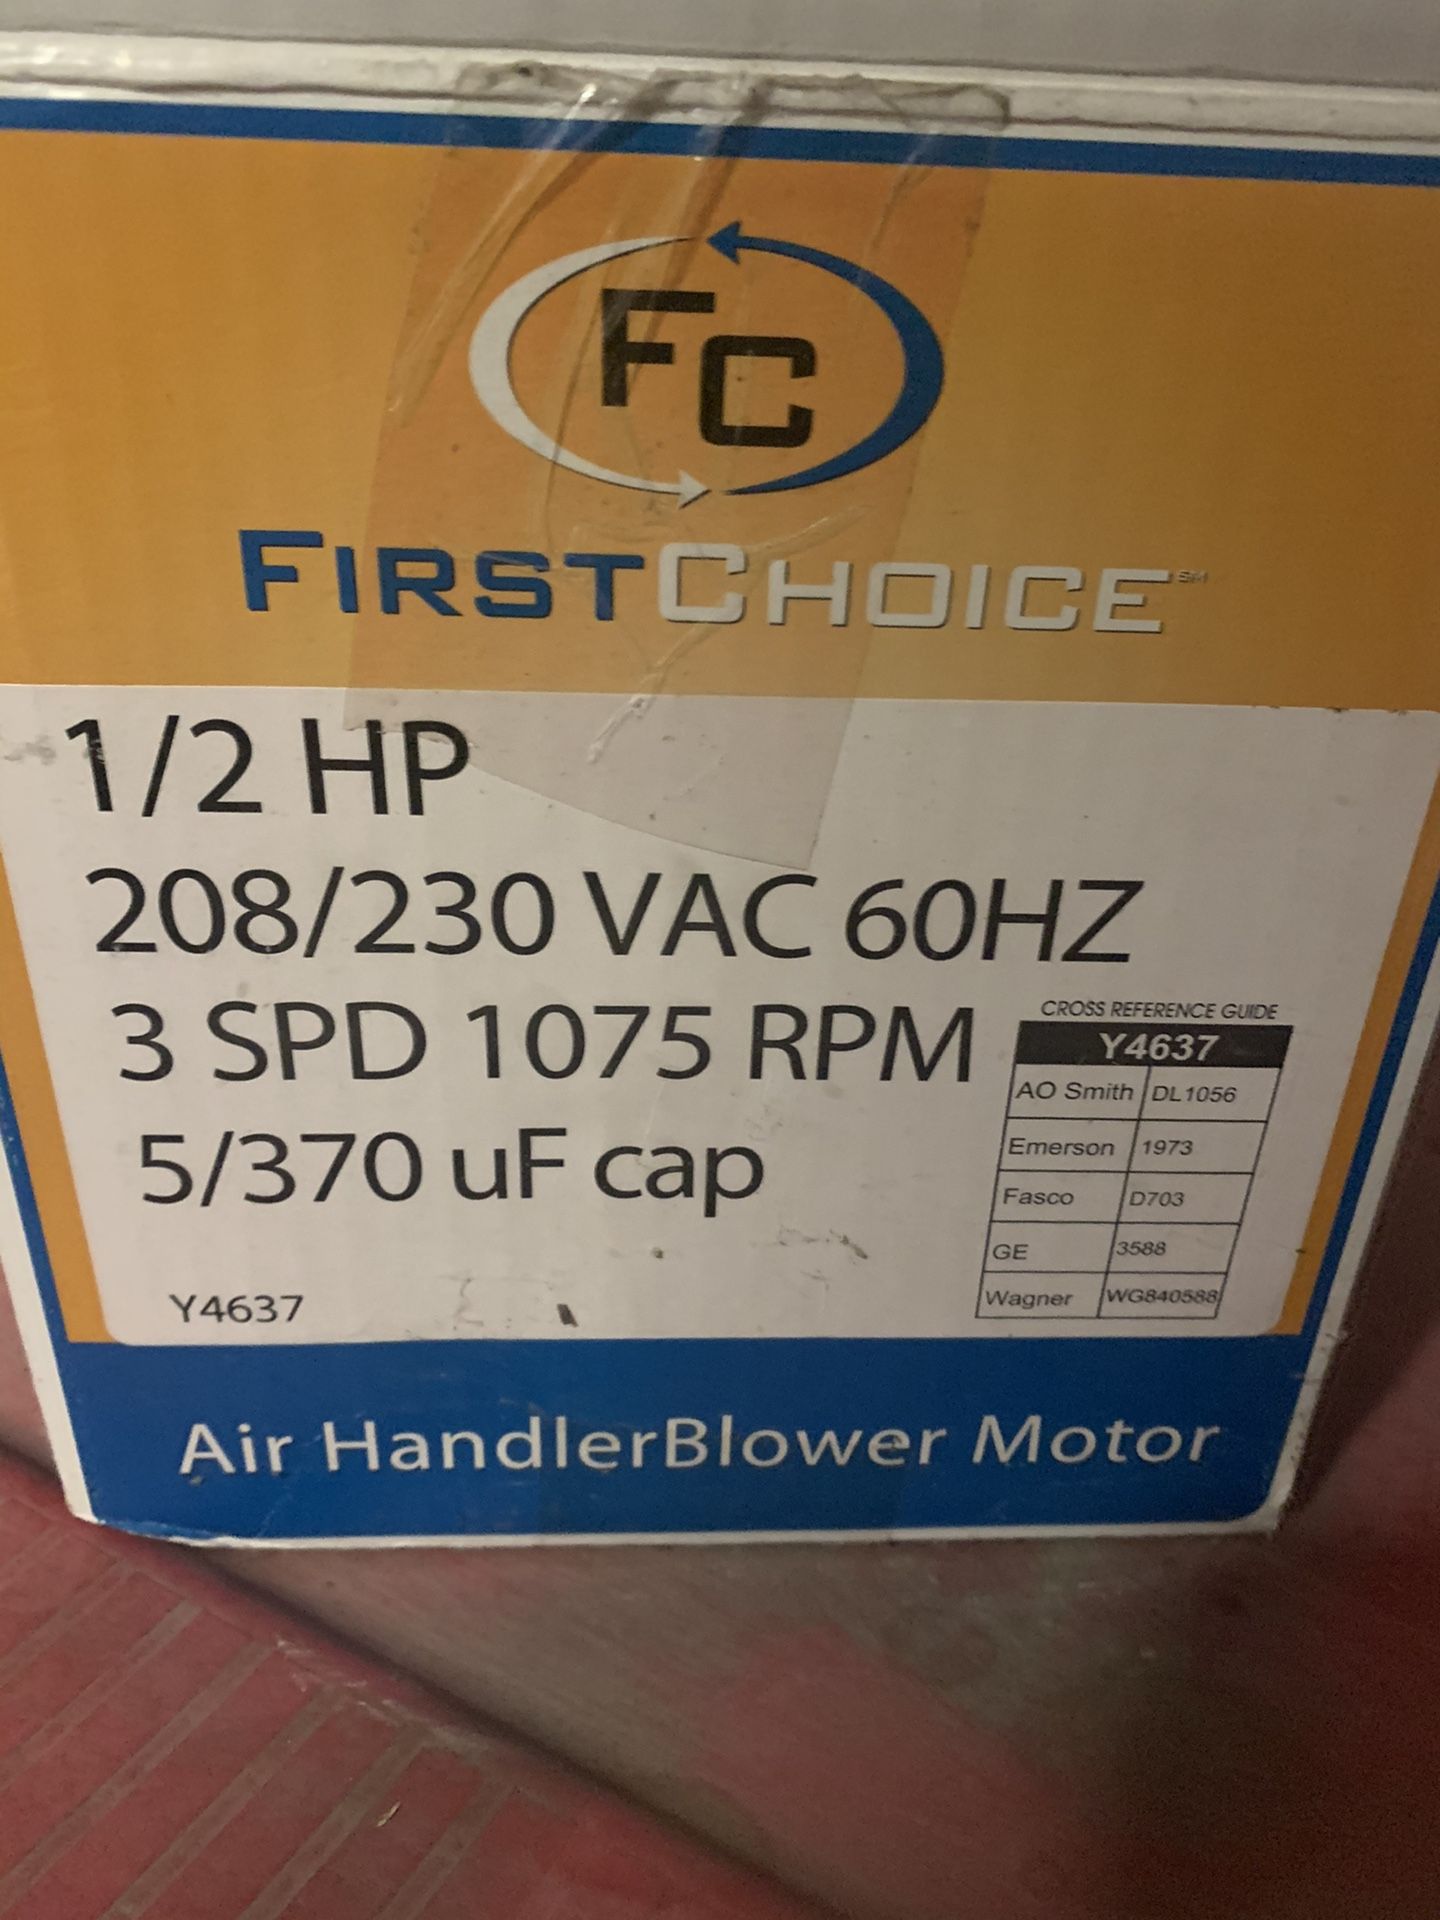 FC
FIRSTCHOICE SM
1/2 HP
208/230 VAC 60HZ
3 SPD 1075 RPM
5/370 uF cap
Y4637
CROSS REFERENCE GUIDE
Y4637
AO Smith DL1056
Emerson 1973
Fasco D703
GE 3588
Wagner WG840588
Air HandlerBlower Motor